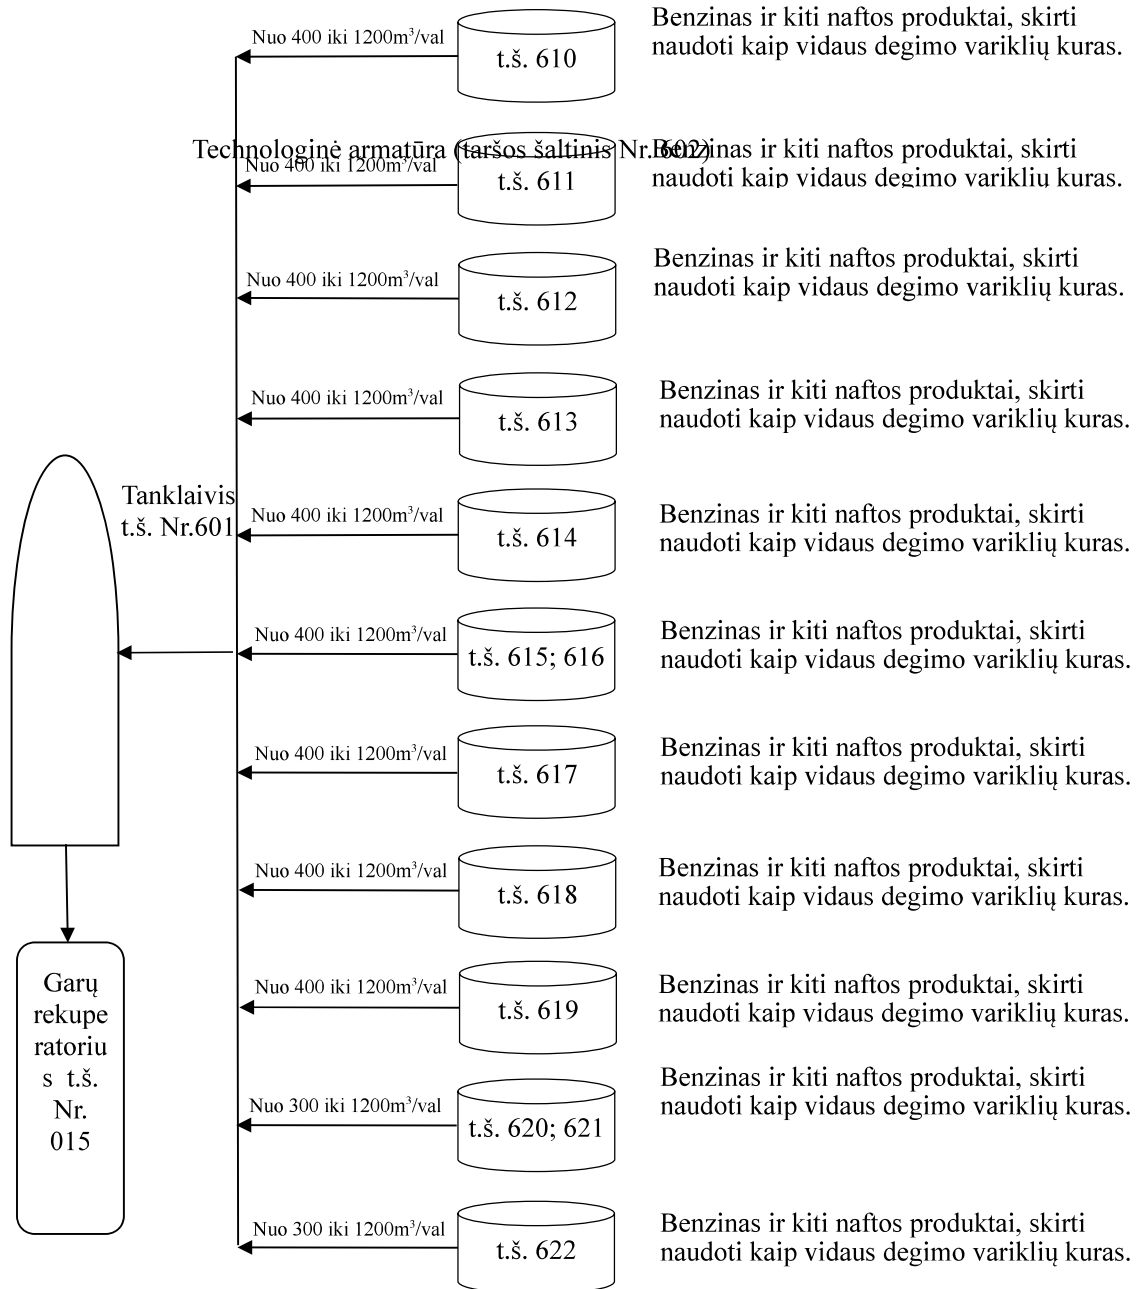 Nuo 400 iki 1200m³/val
t.š. 610
Benzinas ir kiti naftos produktai, skirti
naudoti kaip vidaus degimo variklių kuras.
Technologinė armatūra (taršos šaltinis Nr. 602)
Nuo 400 iki 1200m³/val
t.š. 611
Benzinas ir kiti naftos produktai, skirti
naudoti kaip vidaus degimo variklių kuras.
Nuo 400 iki 1200m³/val
t.š. 612
Benzinas ir kiti naftos produktai, skirti
naudoti kaip vidaus degimo variklių kuras.
Nuo 400 iki 1200m³/val
t.š. 613
Benzinas ir kiti naftos produktai, skirti
naudoti kaip vidaus degimo variklių kuras.
Tanklaivis
t.š. Nr.601
Nuo 400 iki 1200m³/val
t.š. 614
Benzinas ir kiti naftos produktai, skirti
naudoti kaip vidaus degimo variklių kuras.
Nuo 400 iki 1200m³/val
t.š. 615; 616
Benzinas ir kiti naftos produktai, skirti
naudoti kaip vidaus degimo variklių kuras.
Nuo 400 iki 1200m³/val
t.š. 617
Benzinas ir kiti naftos produktai, skirti
naudoti kaip vidaus degimo variklių kuras.
Nuo 400 iki 1200m³/val
t.š. 618
Benzinas ir kiti naftos produktai, skirti
naudoti kaip vidaus degimo variklių kuras.
Garų
rekupe
ratoriu
s t.š.
Nr.
015
Nuo 400 iki 1200m³/val
t.š. 619
Benzinas ir kiti naftos produktai, skirti
naudoti kaip vidaus degimo variklių kuras.
Nuo 300 iki 1200m³/val
t.š. 620; 621
Benzinas ir kiti naftos produktai, skirti
naudoti kaip vidaus degimo variklių kuras.
Nuo 300 iki 1200m³/val
t.š. 622
Benzinas ir kiti naftos produktai, skirti
naudoti kaip vidaus degimo variklių kuras.